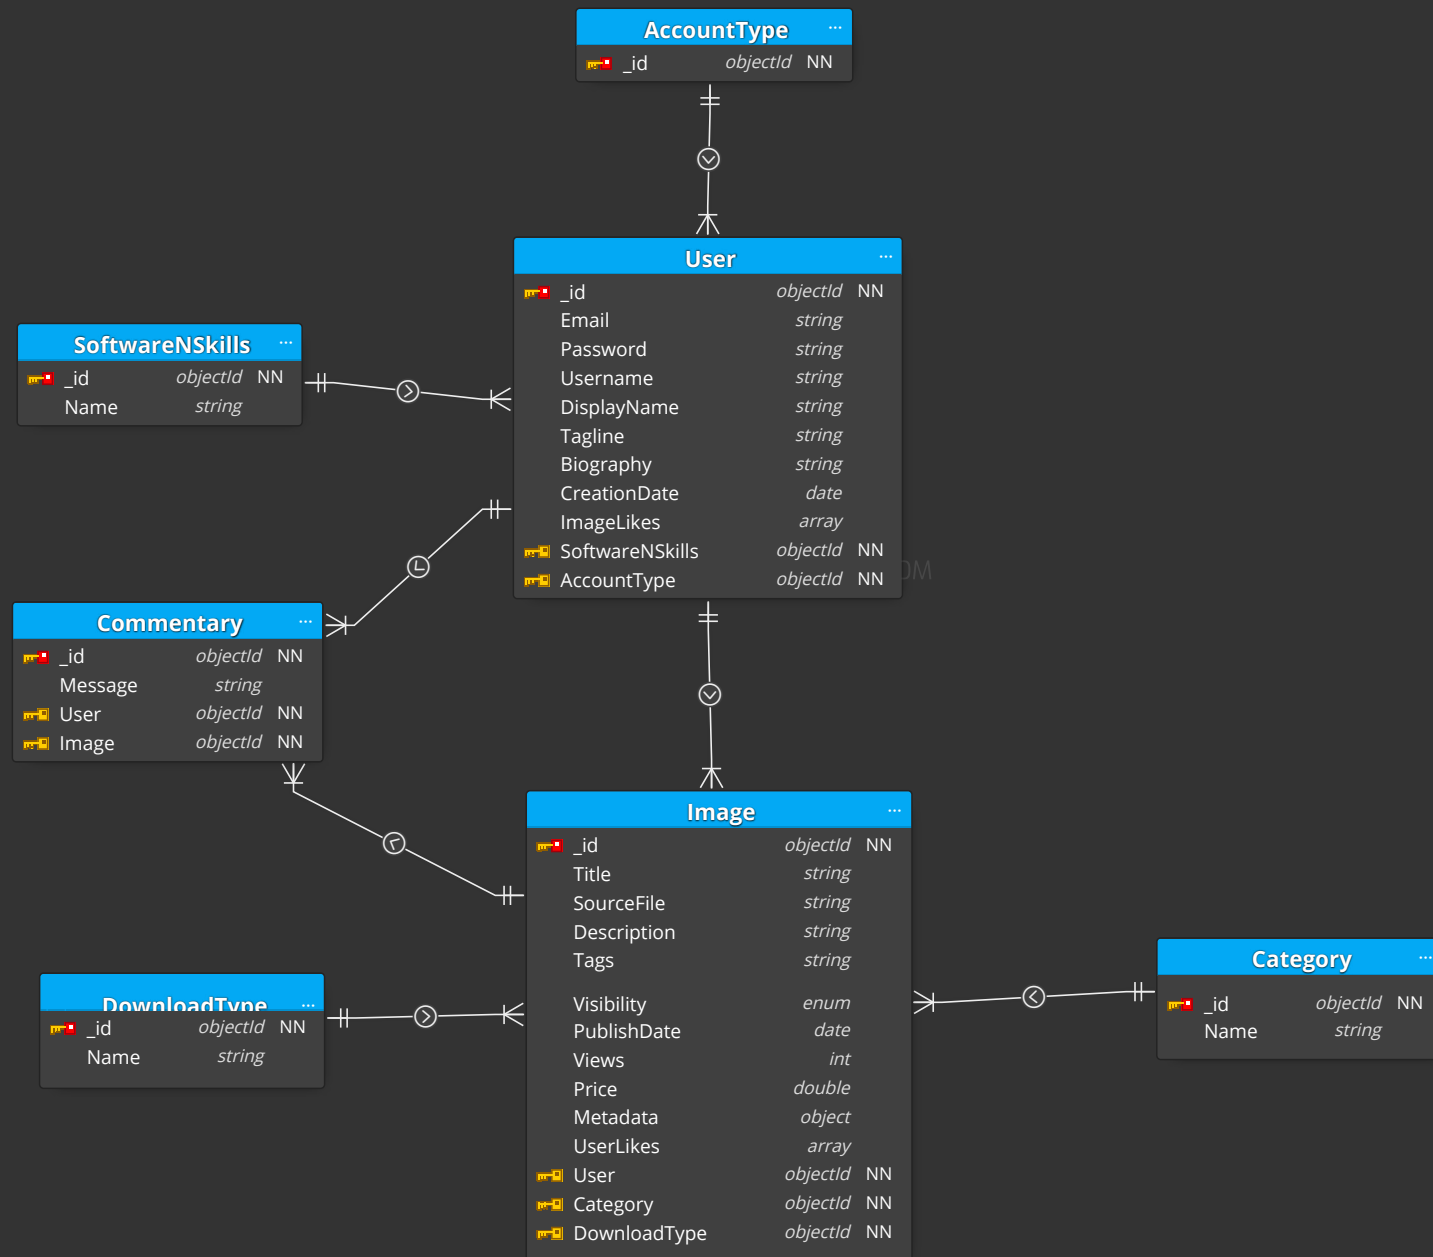 AccountType ...
_id objectId NN
User ...
_id objectId NN
Email string
Password string
Username string
DisplayName string
Tagline string
Biography string
CreationDate date
ImageLikes array
SoftwareNSkills objectId NN
AccountType objectId NN
SoftwareNSkills ...
_id objectId NN
Name string
Commentary ...
_id objectId NN
Message string
User objectId NN
Image objectId NN
Image ...
_id objectId NN
Title string
SourceFile string
Description string
Tags string
Visibility enum
PublishDate date
Views int
Price double
Metadata object
UserLikes array
User objectId NN
Category objectId NN
DownloadType objectId NN
DownloadType ...
_id objectId NN
Name string
Category ...
_id objectId NN
Name string